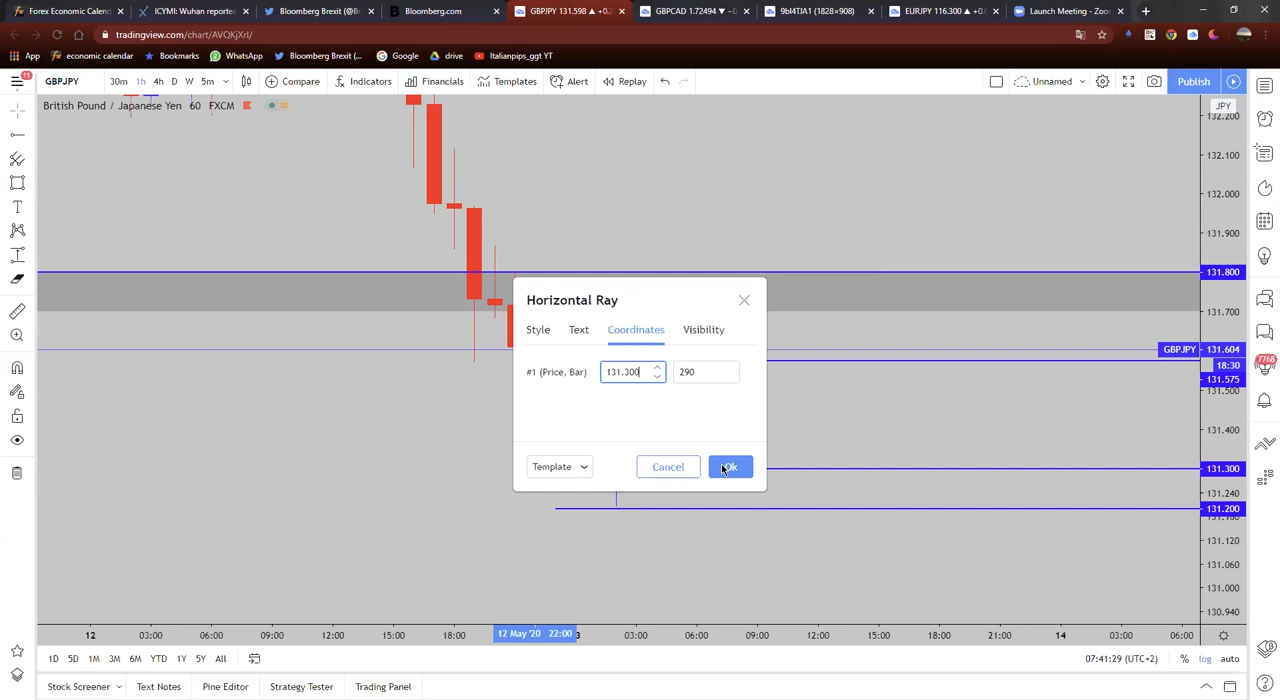 Forex Economic Calend
ICYMI: Wuhan reporte
Bloomberg Brexit (@Br
Bloomberg.com
GBPJPY 131.598 ▲ +0.
GBPCAD 1.72494 ▼ −0
9bI4TJA1 (1828×908)
EURJPY 116.300 ▲ +0.
Launch Meeting - Zoo
tradingview.com/chart/AVQKjXrI/
App
economic calendar
Bookmarks
WhatsApp
Bloomberg Brexit (...
Google
drive
Italianpips_ggt YT
11
GBPJPY
30m
1h
4h
D
W
5m
Compare
Indicators
Financials
Templates
Alert
Replay
Unnamed
Publish
British Pound / Japanese Yen 60 FXCM
JPY
132.200
132.100
132.000
131.900
131.800
131.700
GBPJPY 131.604
18:30
131.575
131.500
131.400
131.300
131.240
131.200
131.120
131.060
131.000
130.940
Horizontal Ray
Style
Text
Coordinates
Visibility
#1 (Price, Bar)
131.300
290
Template
Cancel
Ok
7768
12
03:00
06:00
09:00
12:00
15:00
18:00
12 May '20 22:00
3
03:00
06:00
09:00
12:00
15:00
18:00
21:00
14
03:00
06:00
1D
5D
1M
3M
6M
YTD
1Y
5Y
All
07:41:29 (UTC+2)
%
log
auto
Stock Screener
Text Notes
Pine Editor
Strategy Tester
Trading Panel